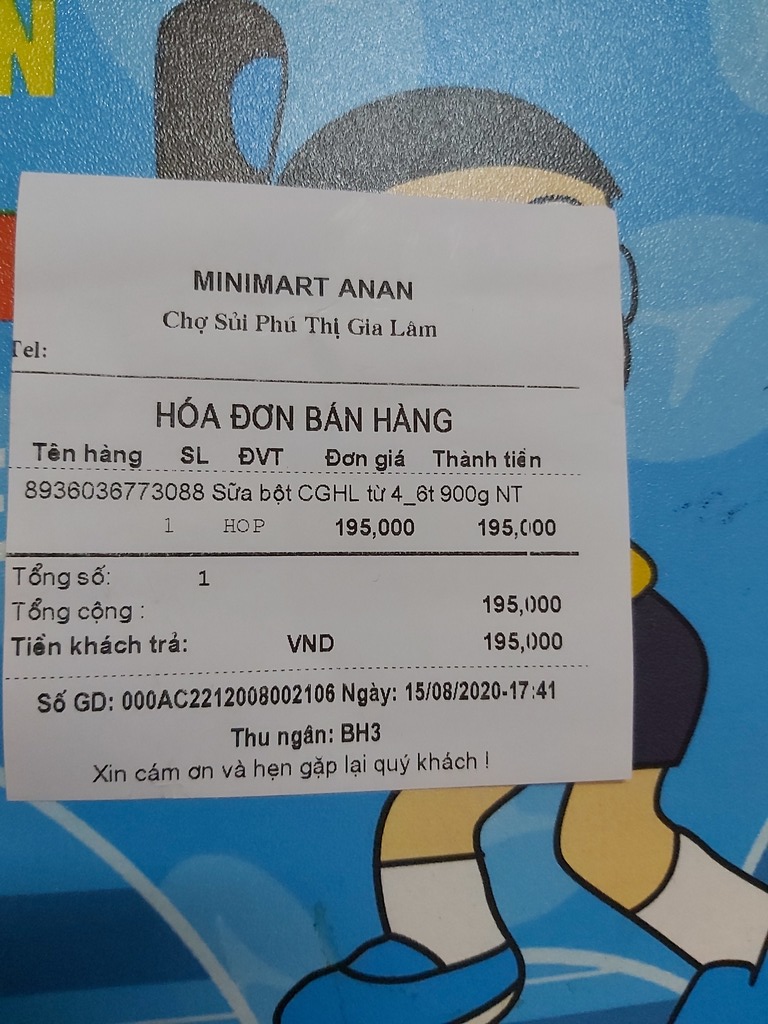 N
MINIMART ANAN
Chợ Sủi Phú Thị Gia Lâm
Tel:
HÓA ĐƠN BÁN HÀNG
Tên hàng SL ĐVT Đơn giá Thành tiền
8936036773088 Sữa bột CGHL từ 4_6t 900g NT
1 HOP 195,000 195,000
Tổng số: 1
Tổng cộng : 195,000
Tiền khách trả: VND 195,000
Số GD: 000AC2212008002106 Ngày: 15/08/2020-17:41
Thu ngân: BH3
Xin cám ơn và hẹn gặp lại quý khách !